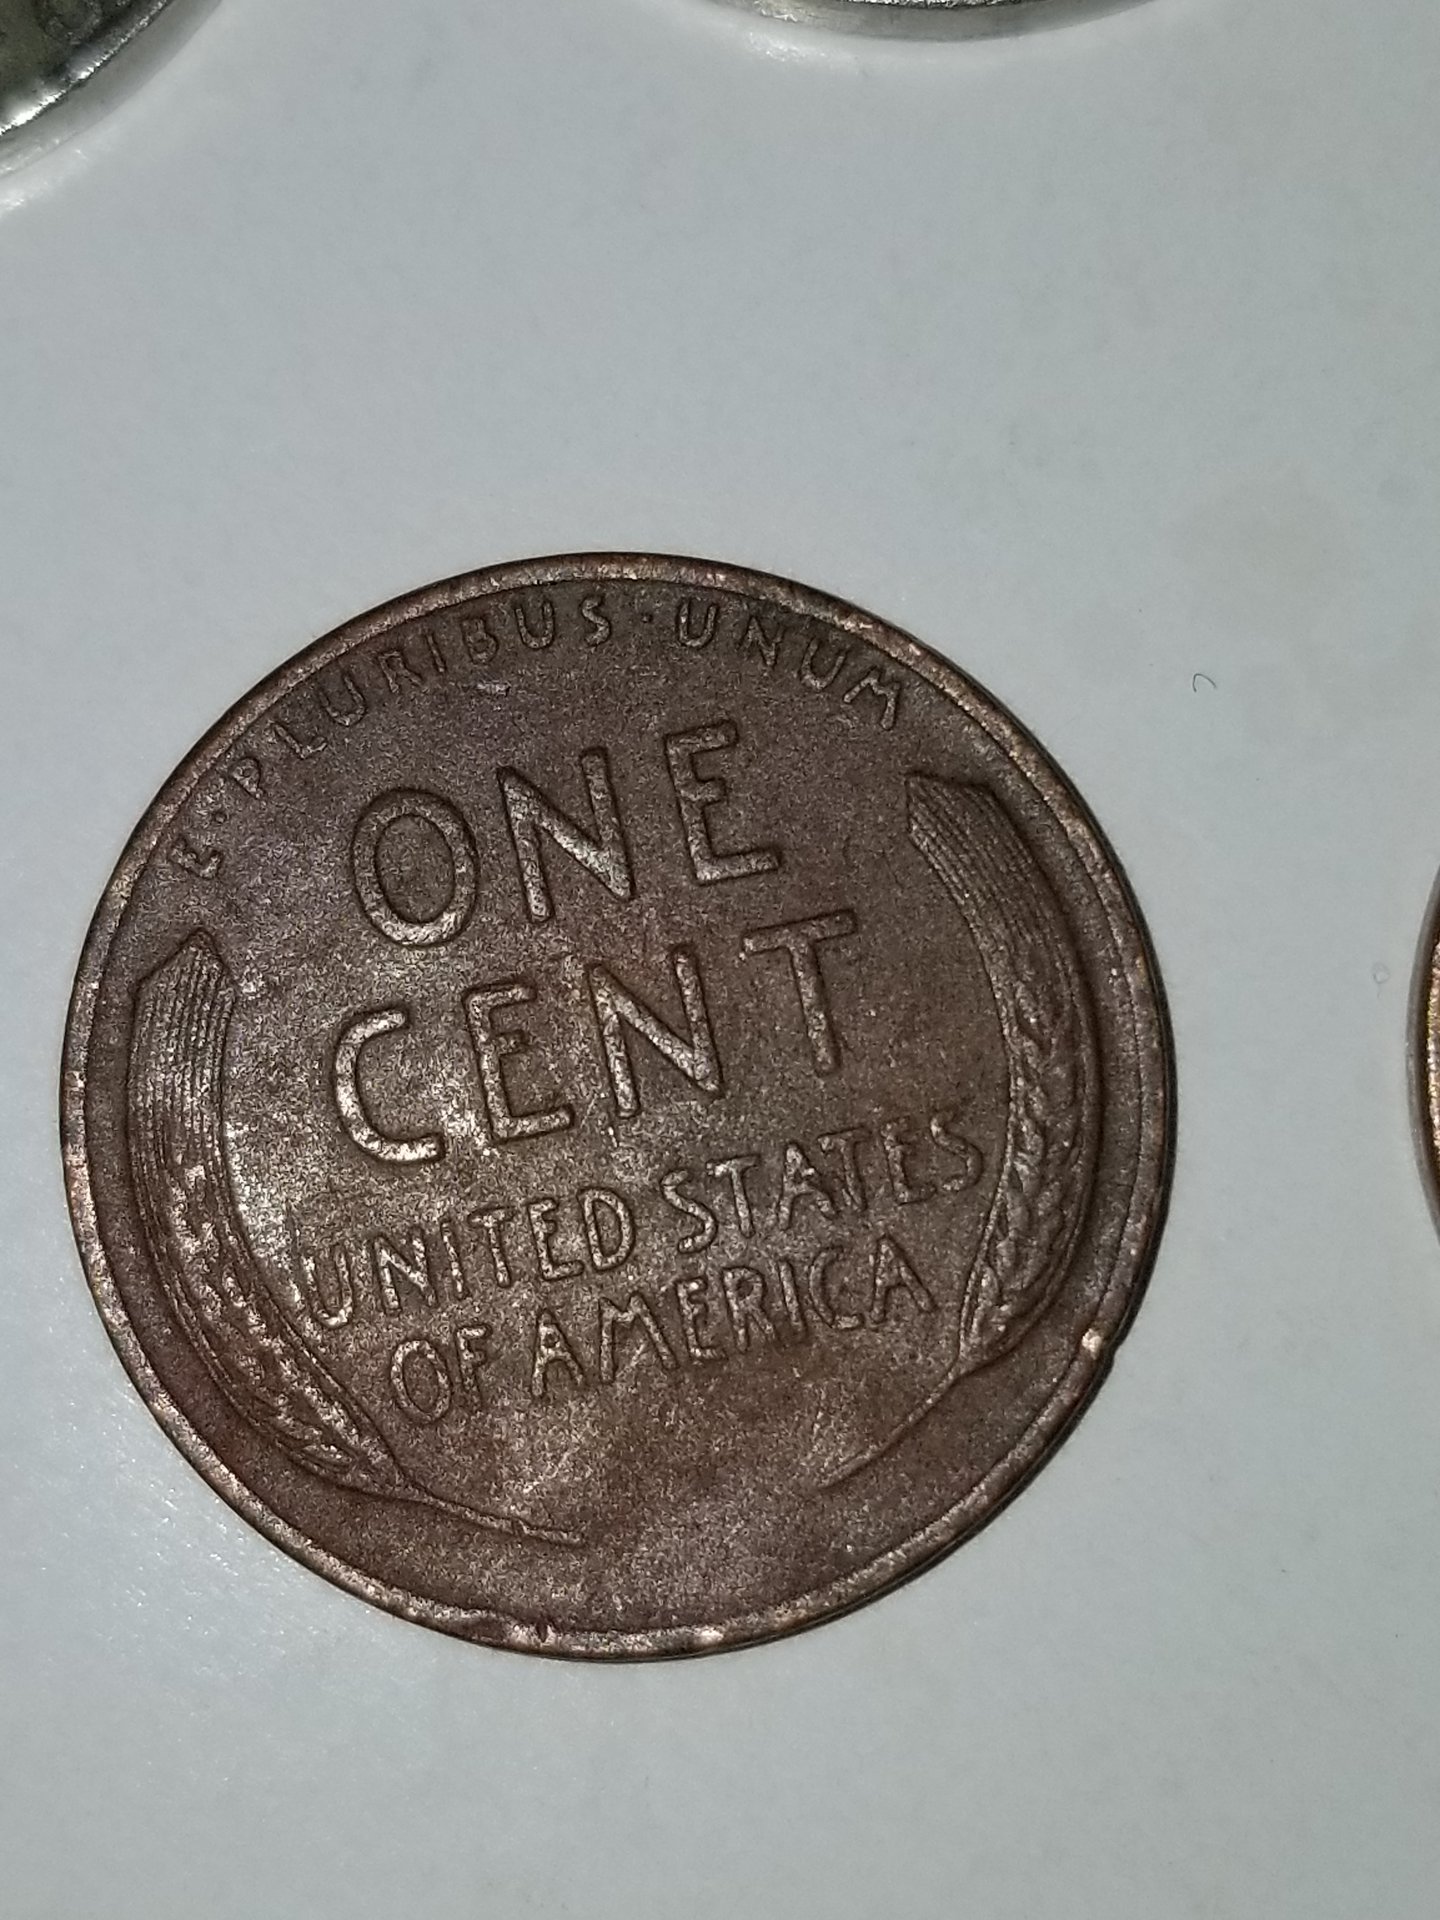 E · PLURIBUS · UNUM
ONE
CENT
UNITED STATES
OF AMERICA